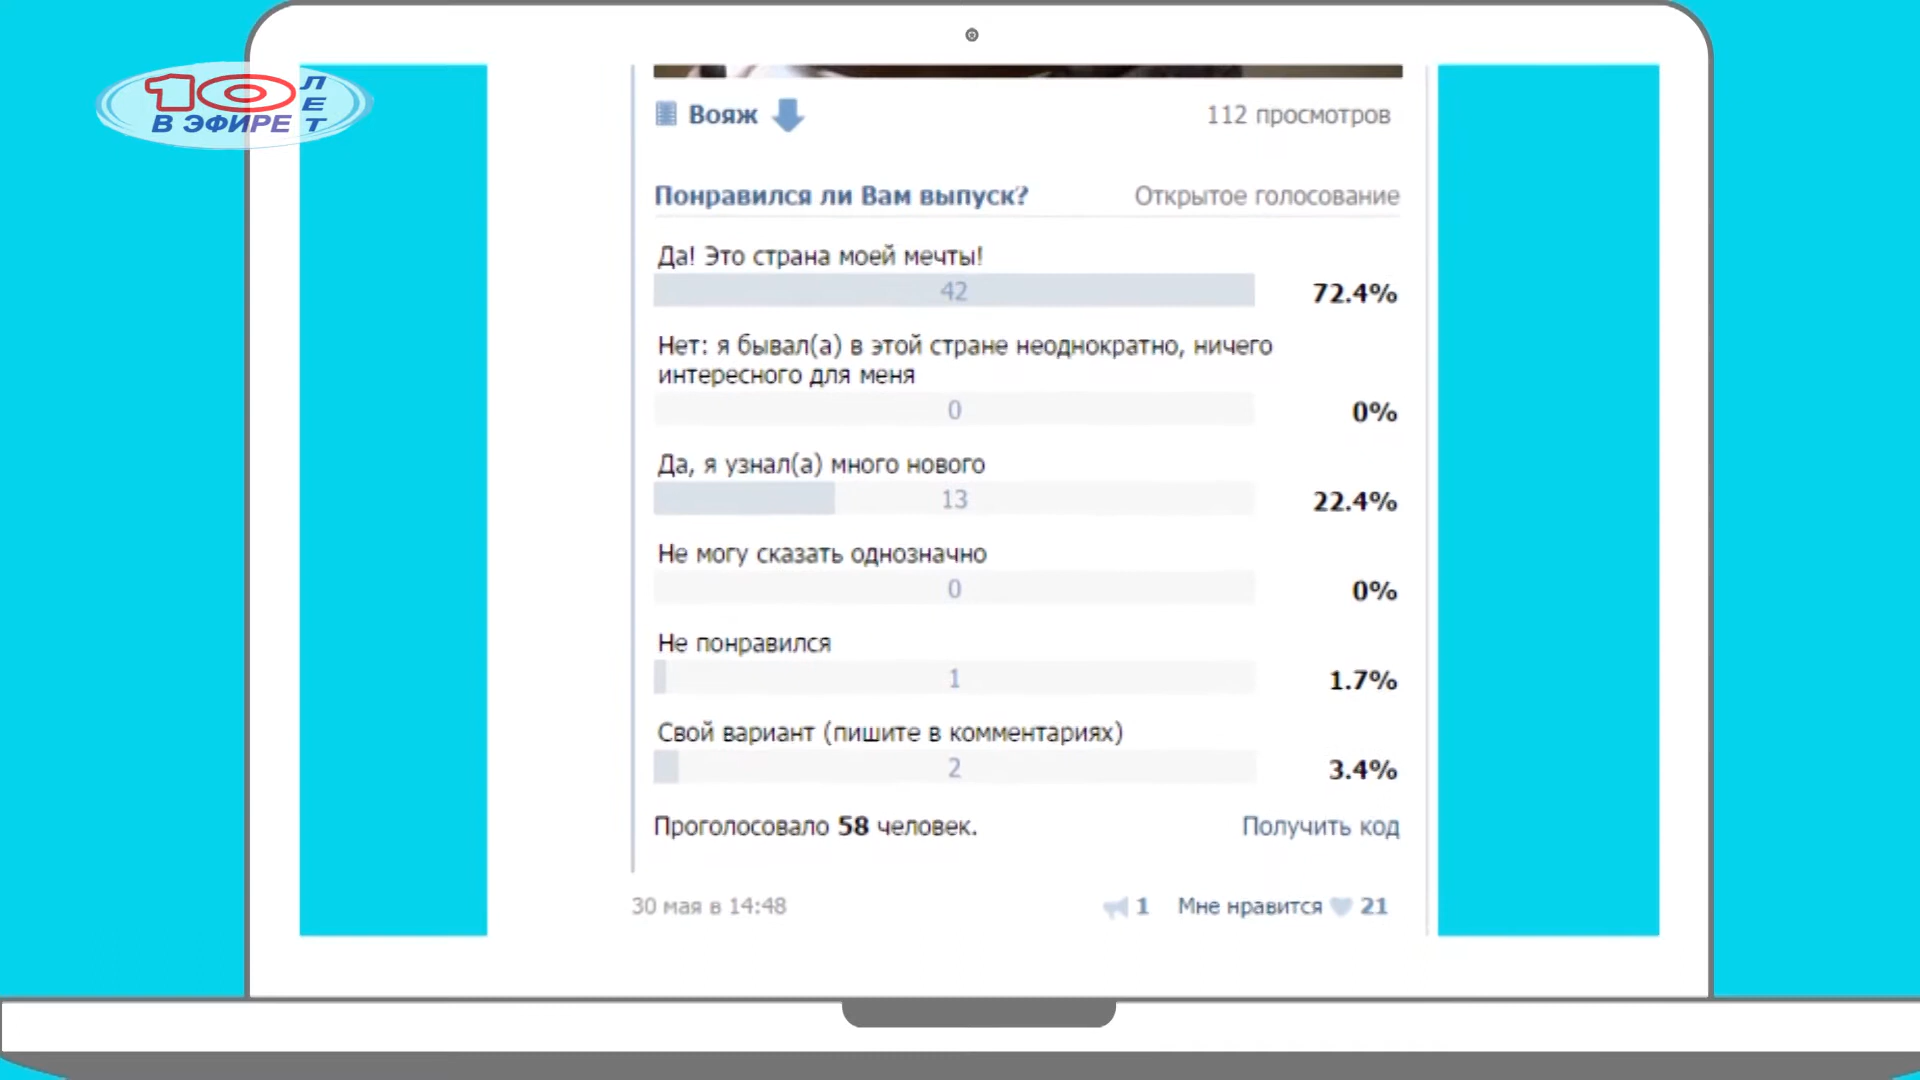 10 ЛЕТ
В ЭФИРЕ
Вояж
112 просмотров
Понравился ли Вам выпуск?
Открытое голосование
Да! Это страна моей мечты!
42
72.4%
Нет: я бывал(а) в этой стране неоднократно, ничего
интересного для меня
0
0%
Да, я узнал(а) много нового
13
22.4%
Не могу сказать однозначно
0
0%
Не понравился
1
1.7%
Свой вариант (пишите в комментариях)
2
3.4%
Проголосовало 58 человек.
Получить код
30 мая в 14:48
1
Мне нравится 21